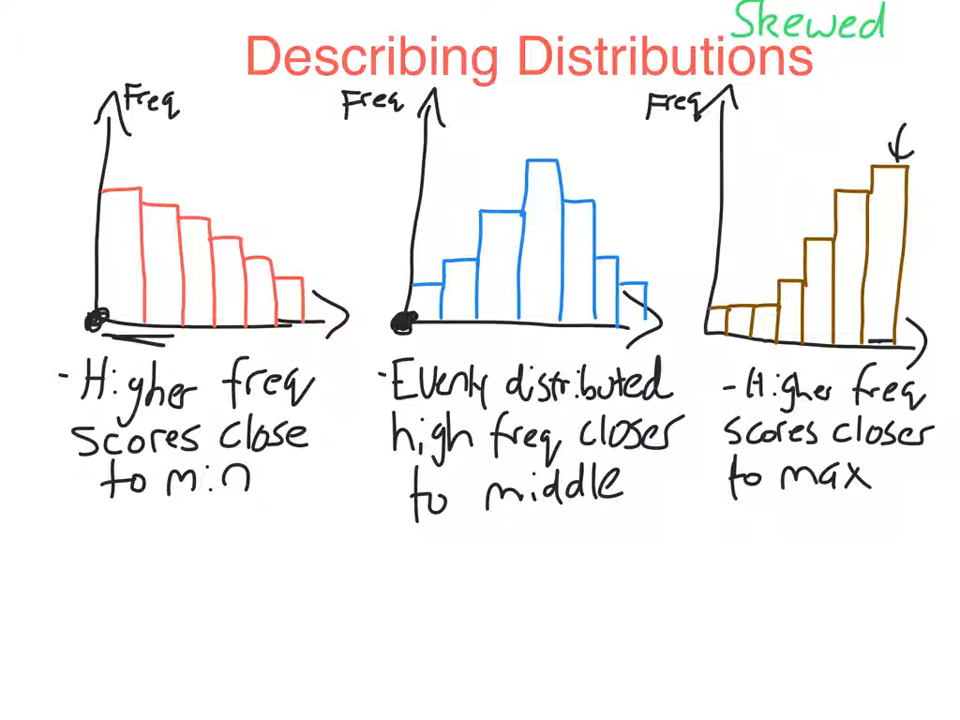 Skewed
Describing Distributions
Freq
Freq
Freq
- Higher freq
scores close
to min
- Evenly distributed
high freq closer
to middle
- Higher freq
scores closer
to max